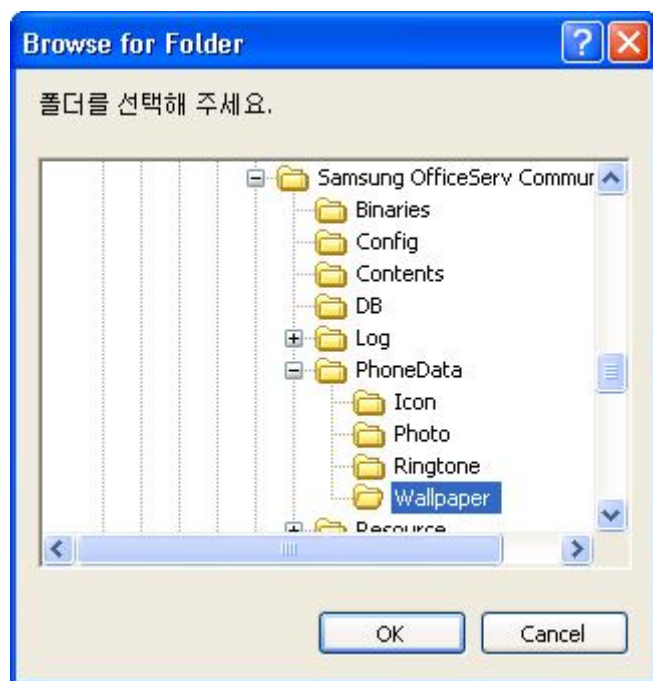 Browse for Folder
폴더를 선택해 주세요.
Samsung OfficeServ Commur
Binaries
Config
Contents
DB
Log
PhoneData
Icon
Photo
Ringtone
Wallpaper
Resource
OK Cancel